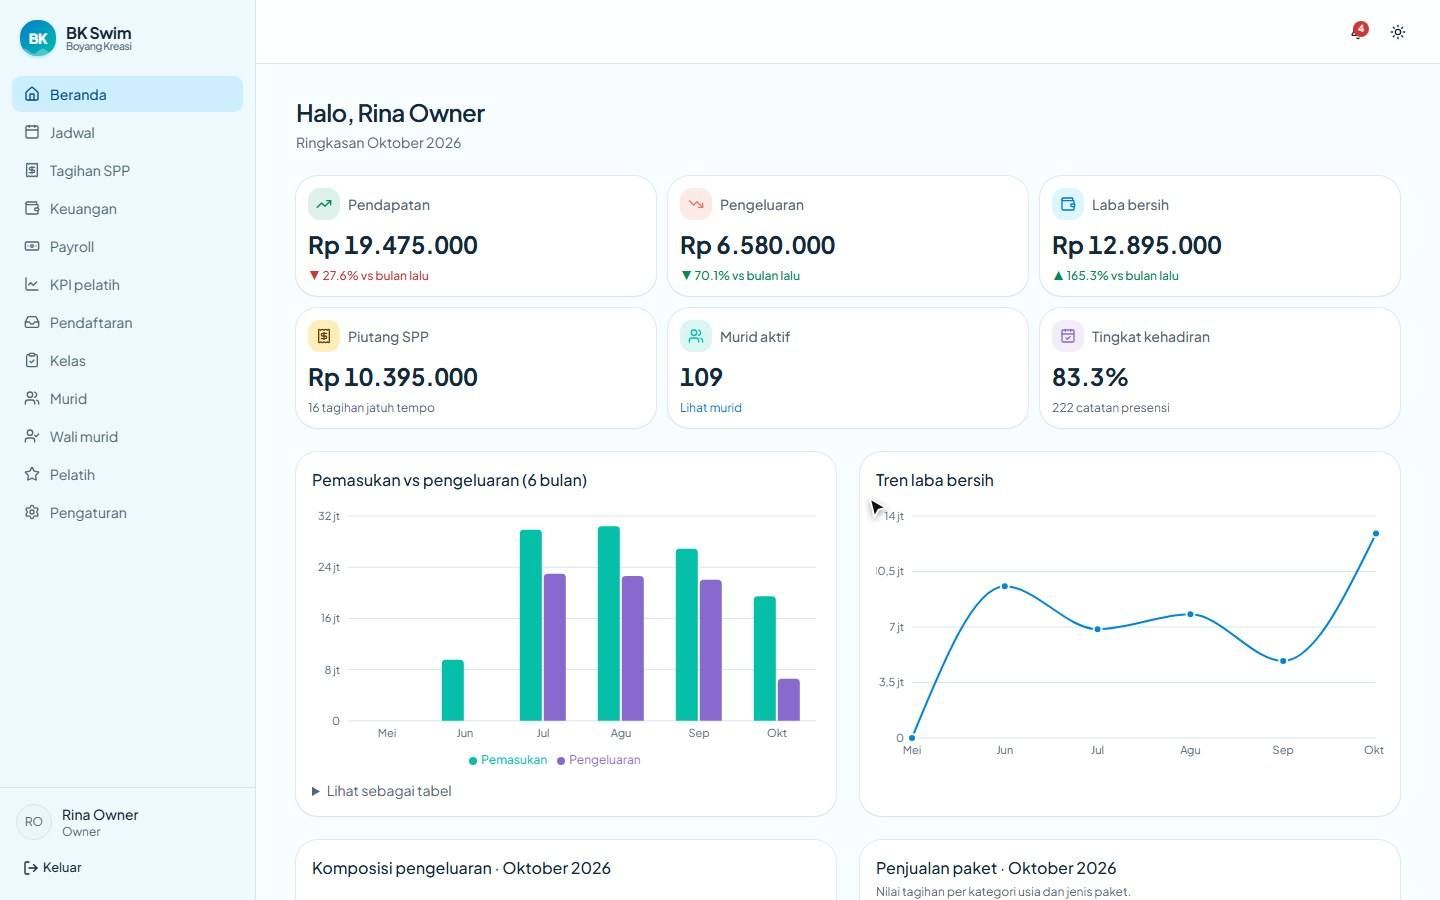 BK
BK Swim
Boyang Kreasi
4
Beranda
Jadwal
Tagihan SPP
Keuangan
Payroll
KPI pelatih
Pendaftaran
Kelas
Murid
Wali murid
Pelatih
Pengaturan
RO
Rina Owner
Owner
Keluar
Halo, Rina Owner
Ringkasan Oktober 2026
Pendapatan
Rp 19.475.000
▼ 27.6% vs bulan lalu
Pengeluaran
Rp 6.580.000
▼ 70.1% vs bulan lalu
Laba bersih
Rp 12.895.000
▲ 165.3% vs bulan lalu
Piutang SPP
Rp 10.395.000
16 tagihan jatuh tempo
Murid aktif
109
Lihat murid
Tingkat kehadiran
83.3%
222 catatan presensi
Pemasukan vs pengeluaran (6 bulan)
32 jt
24 jt
16 jt
8 jt
0
Mei Jun Jul Agu Sep Okt
Pemasukan Pengeluaran
▶ Lihat sebagai tabel
Tren laba bersih
14 jt
10,5 jt
7 jt
3,5 jt
0
Mei Jun Jul Agu Sep Okt
Komposisi pengeluaran · Oktober 2026
Penjualan paket · Oktober 2026
Nilai tagihan per kategori usia dan jenis paket.